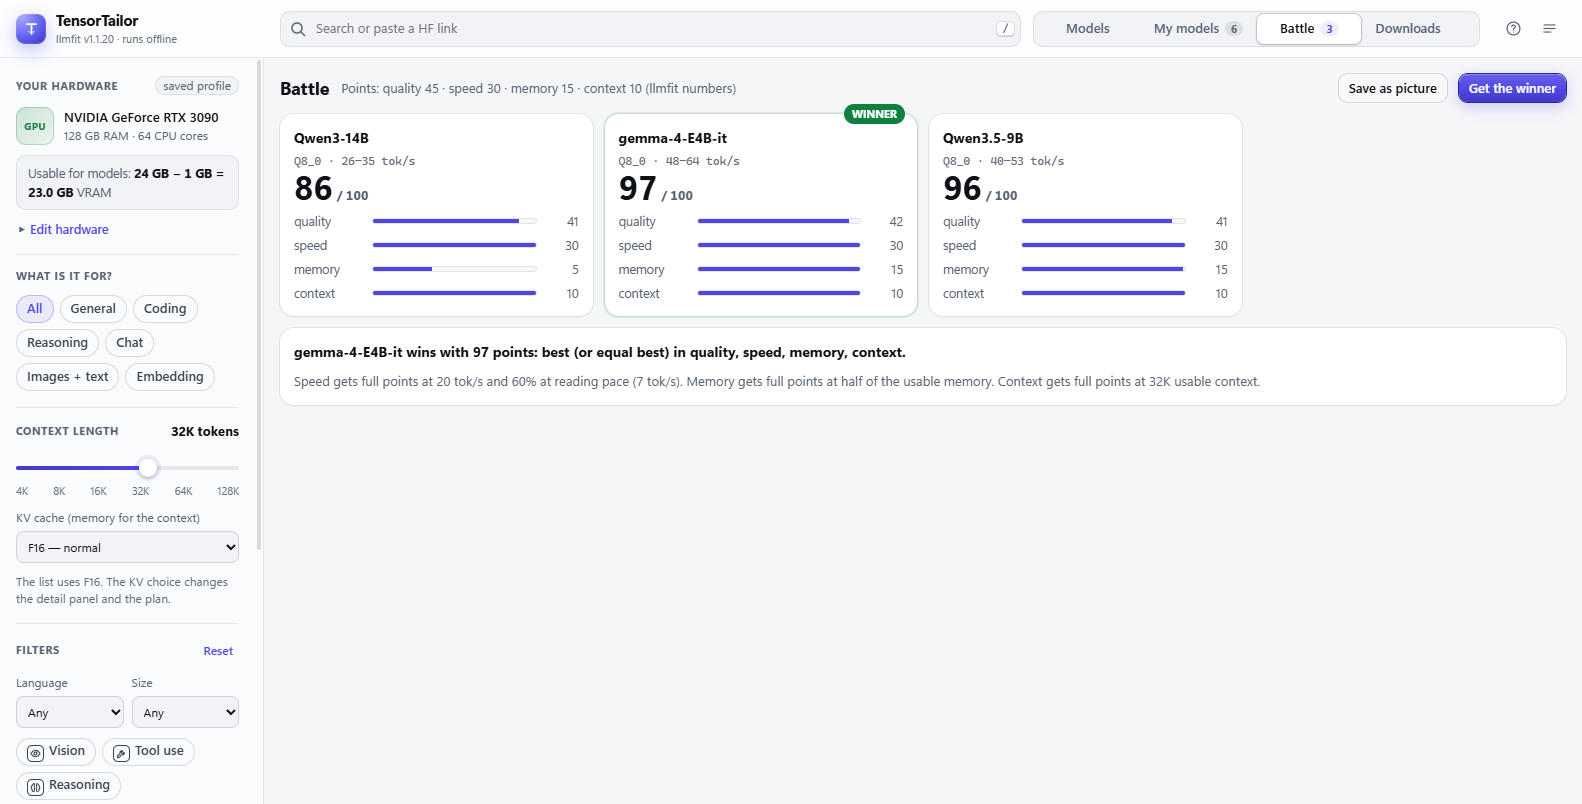 TensorTailor
llmfit v1.1.20 · runs offline
Search or paste a HF link
/
Models
My models 6
Battle 3
Downloads
YOUR HARDWARE
saved profile
GPU
NVIDIA GeForce RTX 3090
128 GB RAM · 64 CPU cores
Usable for models: 24 GB − 1 GB =
23.0 GB VRAM
Edit hardware
WHAT IS IT FOR?
All
General
Coding
Reasoning
Chat
Images + text
Embedding
CONTEXT LENGTH
32K tokens
4K 8K 16K 32K 64K 128K
KV cache (memory for the context)
F16 — normal
The list uses F16. The KV choice changes
the detail panel and the plan.
FILTERS
Reset
Language
Size
Any
Any
Vision
Tool use
Reasoning
Battle
Points: quality 45 · speed 30 · memory 15 · context 10 (llmfit numbers)
Save as picture
Get the winner
Qwen3-14B
Q8_0 · 26–35 tok/s
86 / 100
quality 41
speed 30
memory 5
context 10
WINNER
gemma-4-E4B-it
Q8_0 · 48–64 tok/s
97 / 100
quality 42
speed 30
memory 15
context 10
Qwen3.5-9B
Q8_0 · 40–53 tok/s
96 / 100
quality 41
speed 30
memory 15
context 10
gemma-4-E4B-it wins with 97 points: best (or equal best) in quality, speed, memory, context.
Speed gets full points at 20 tok/s and 60% at reading pace (7 tok/s). Memory gets full points at half of the usable memory. Context gets full points at 32K usable context.